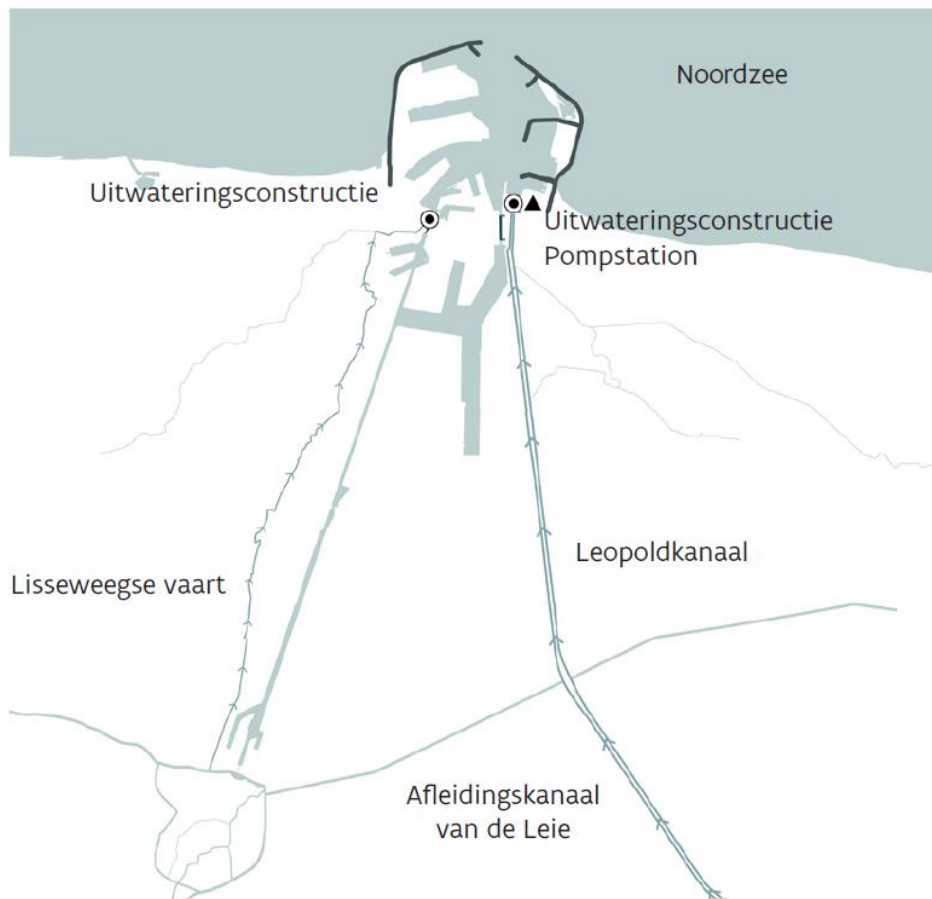 Noordzee
Uitwateringsconstructie
Uitwateringsconstructie
Pompstation
Leopoldkanaal
Lisseweegse vaart
Afleidingskanaal
van de Leie